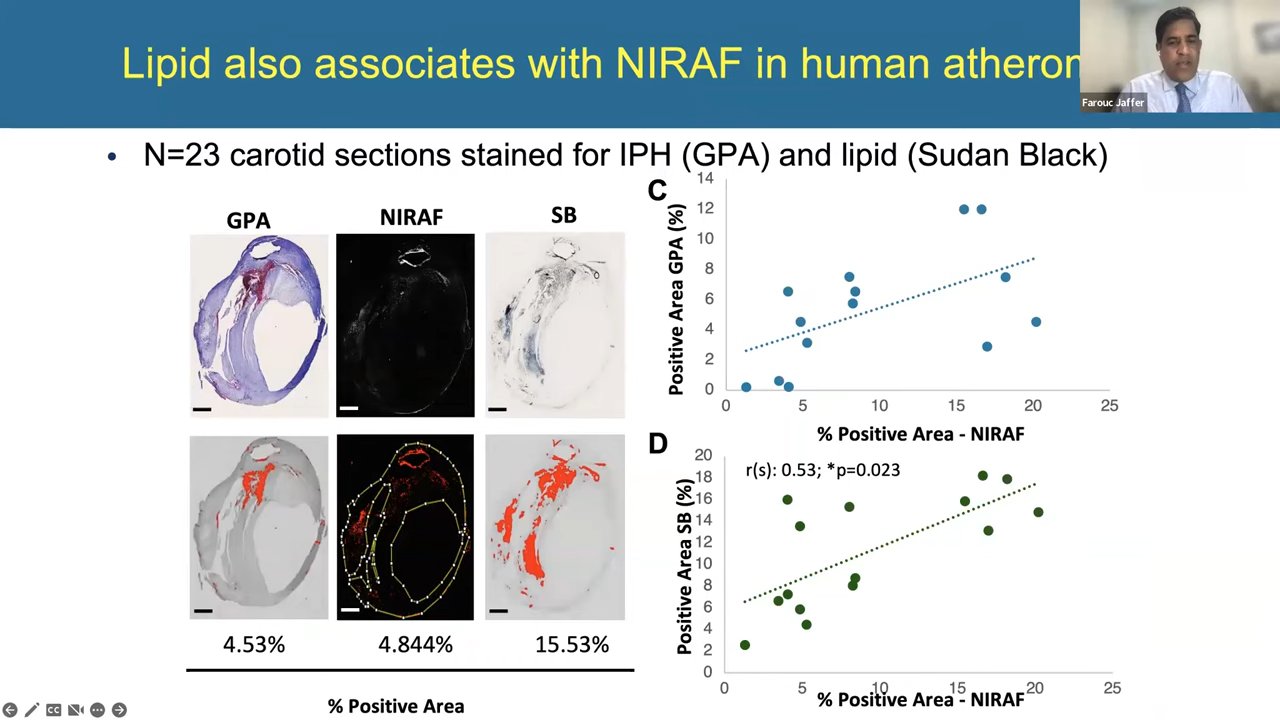 Lipid also associates with NIRAF in human atherom
Farouc Jaffer
• N=23 carotid sections stained for IPH (GPA) and lipid (Sudan Black)
GPA
NIRAF
SB
4.53%
4.844%
15.53%
% Positive Area
C
Positive Area GPA (%)
14
12
10
8
6
4
2
0
0 5 10 15 20 25
% Positive Area - NIRAF
D
r(s): 0.53; *p=0.023
Positive Area SB (%)
20
18
16
14
12
10
8
6
4
2
0
0 5 10 15 20 25
% Positive Area - NIRAF
CC